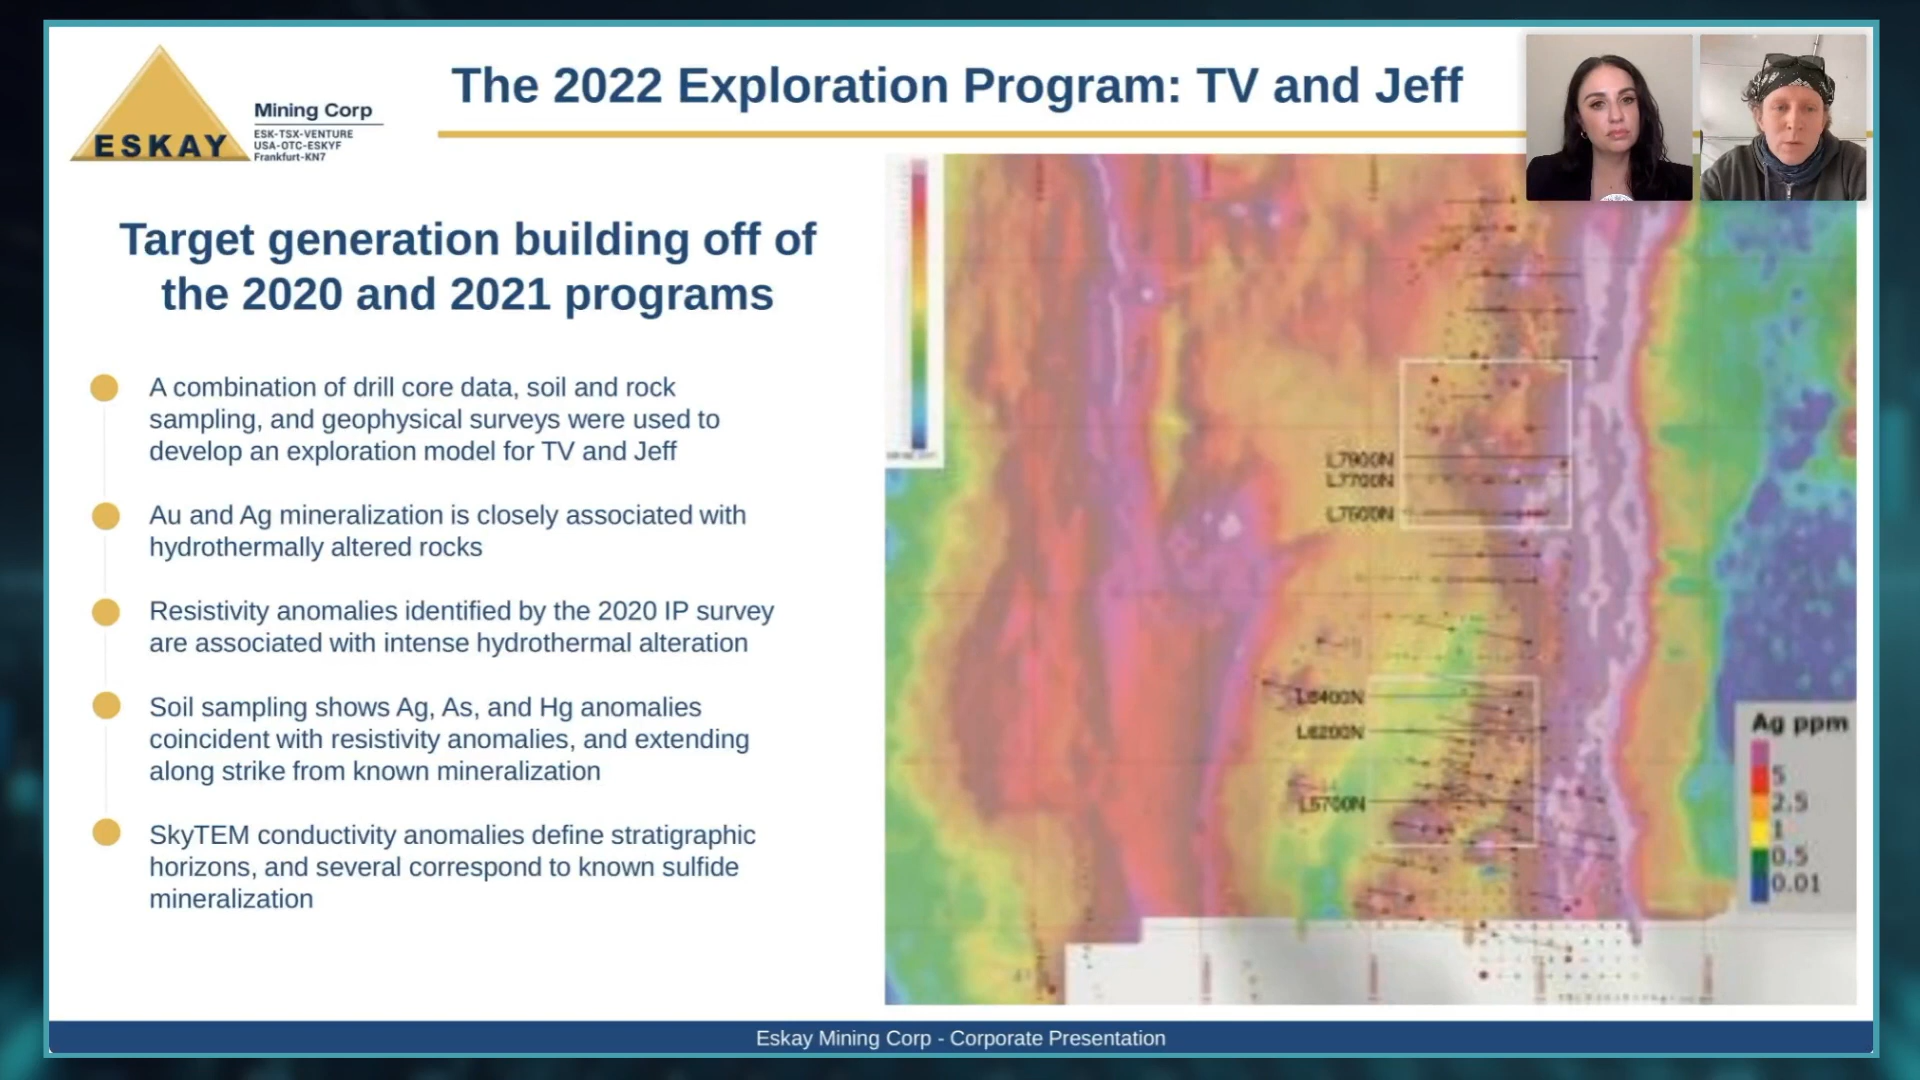 ESKAY
Mining Corp
ESK-TSX-VENTURE
USA-OTC-ESKYF
Frankfurt-KN7
The 2022 Exploration Program: TV and Jeff
Target generation building off of
the 2020 and 2021 programs
A combination of drill core data, soil and rock
sampling, and geophysical surveys were used to
develop an exploration model for TV and Jeff
Au and Ag mineralization is closely associated with
hydrothermally altered rocks
Resistivity anomalies identified by the 2020 IP survey
are associated with intense hydrothermal alteration
Soil sampling shows Ag, As, and Hg anomalies
coincident with resistivity anomalies, and extending
along strike from known mineralization
SkyTEM conductivity anomalies define stratigraphic
horizons, and several correspond to known sulfide
mineralization
L7900N
L7700N
L7500N
L6400N
L6200N
L5700N
Ag ppm
5
2.5
1
0.5
0.01
Eskay Mining Corp - Corporate Presentation